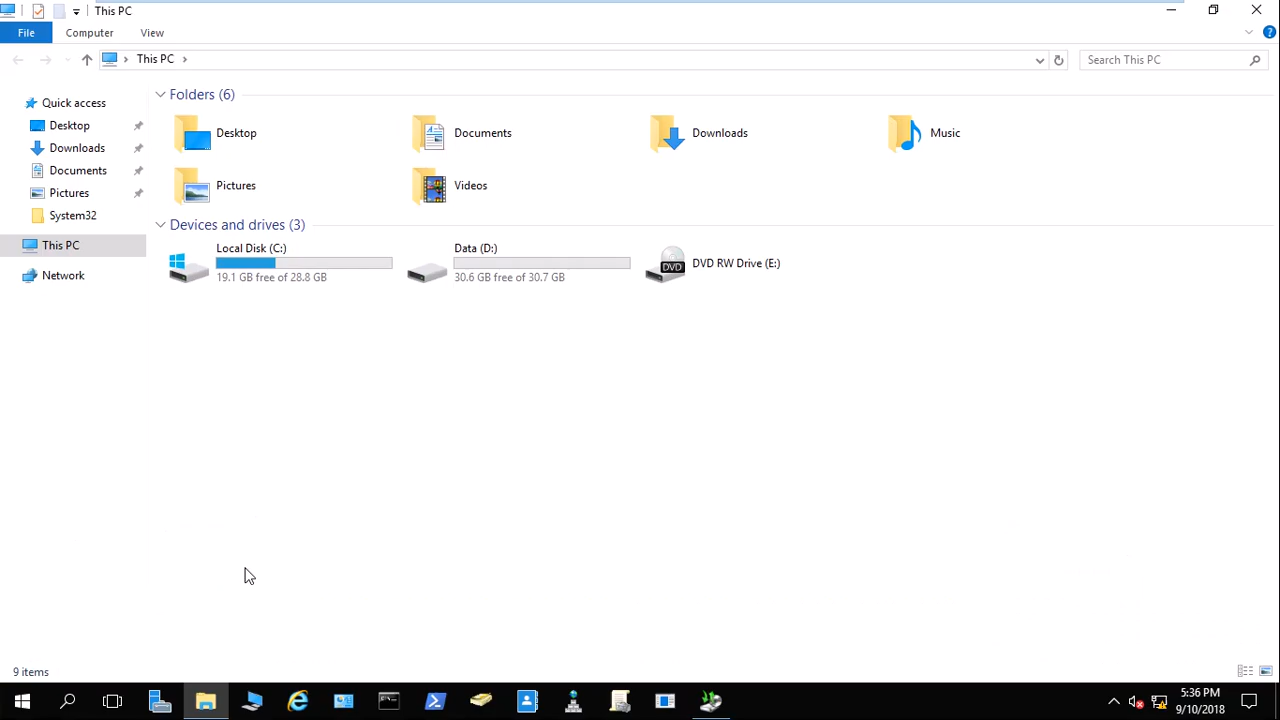 This PC
File Computer View
This PC
Search This PC
Quick access
Desktop
Downloads
Documents
Pictures
System32
This PC
Network
Folders (6)
Desktop
Documents
Downloads
Music
Pictures
Videos
Devices and drives (3)
Local Disk (C:)
19.1 GB free of 28.8 GB
Data (D:)
30.6 GB free of 30.7 GB
DVD
DVD RW Drive (E:)
9 items
5:36 PM
9/10/2018